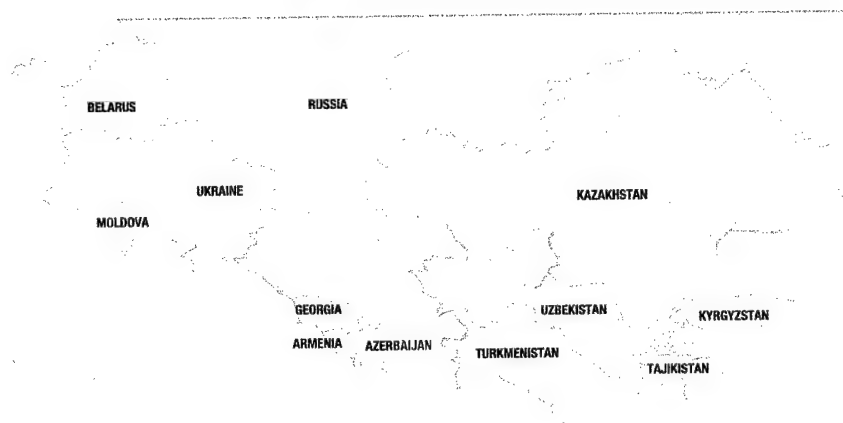 BELARUS
RUSSIA
UKRAINE
KAZAKHSTAN
MOLDOVA
GEORGIA
UZBEKISTAN
KYRGYZSTAN
ARMENIA
AZERBAIJAN
TURKMENISTAN
TAJIKISTAN